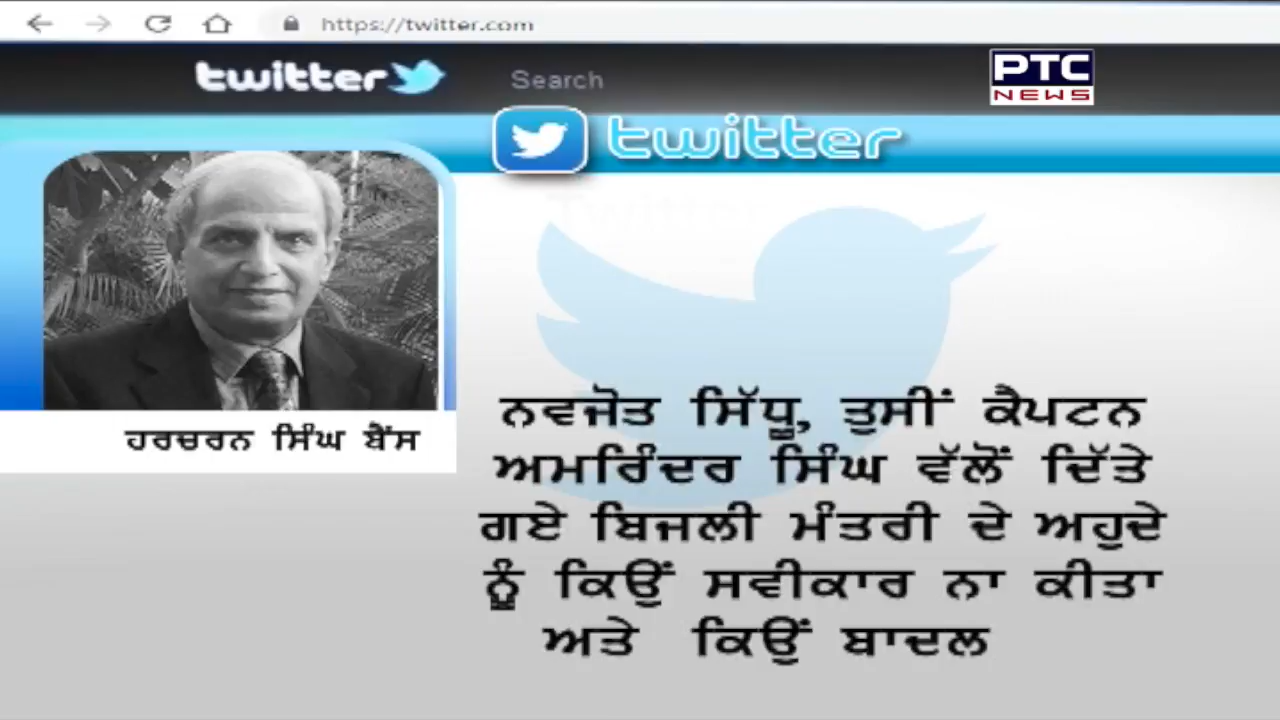 https://twitter.com
twitter
Search
PTC
NEWS
twitter
ਹਰਚਰਨ ਸਿੰਘ ਬੈਂਸ
ਨਵਜੋਤ ਸਿੱਧੂ, ਤੁਸੀਂ ਕੈਪਟਨ
ਅਮਰਿੰਦਰ ਸਿੰਘ ਵੱਲੋਂ ਦਿੱਤੇ
ਗਏ ਬਿਜਲੀ ਮੰਤਰੀ ਦੇ ਅਹੁਦੇ
ਨੂੰ ਕਿਉਂ ਸਵੀਕਾਰ ਨਾ ਕੀਤਾ
ਅਤੇ ਕਿਉਂ ਬਾਦਲ